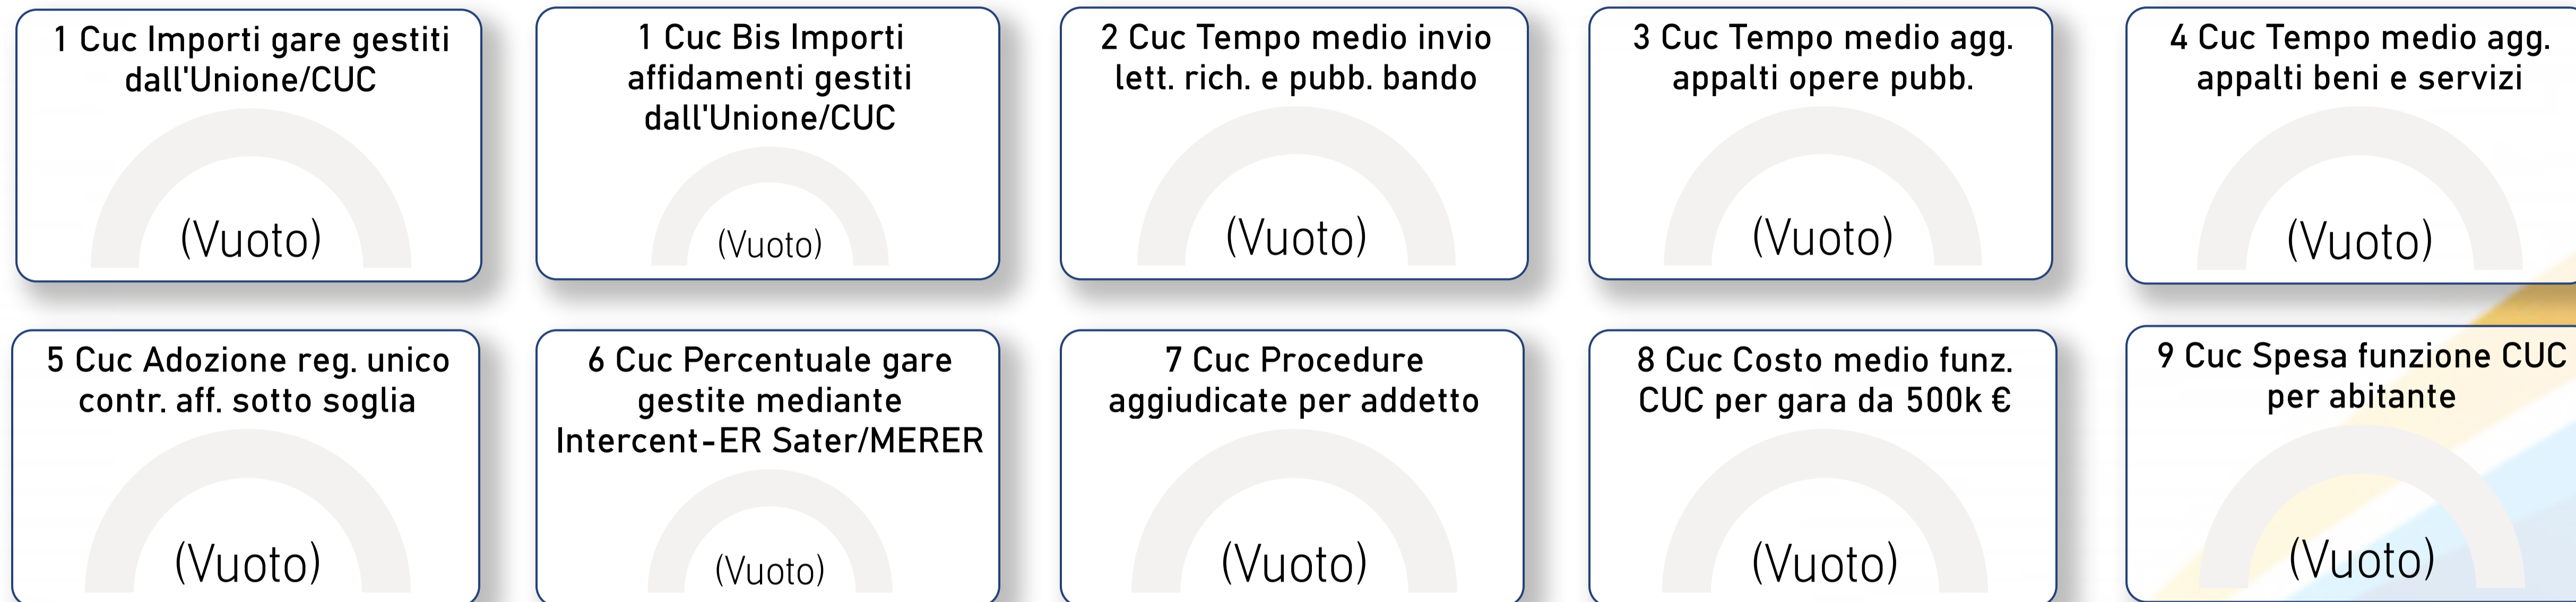 1 Cuc Importi gare gestiti
dall'Unione/CUC
(Vuoto)
1 Cuc Bis Importi
affidamenti gestiti
dall'Unione/CUC
(Vuoto)
2 Cuc Tempo medio invio
lett. rich. e pubb. bando
(Vuoto)
3 Cuc Tempo medio agg.
appalti opere pubb.
(Vuoto)
4 Cuc Tempo medio agg.
appalti beni e servizi
(Vuoto)
5 Cuc Adozione reg. unico
contr. aff. sotto soglia
(Vuoto)
6 Cuc Percentuale gare
gestite mediante
Intercent-ER Sater/MERER
(Vuoto)
7 Cuc Procedure
aggiudicate per addetto
(Vuoto)
8 Cuc Costo medio funz.
CUC per gara da 500k €
(Vuoto)
9 Cuc Spesa funzione CUC
per abitante
(Vuoto)